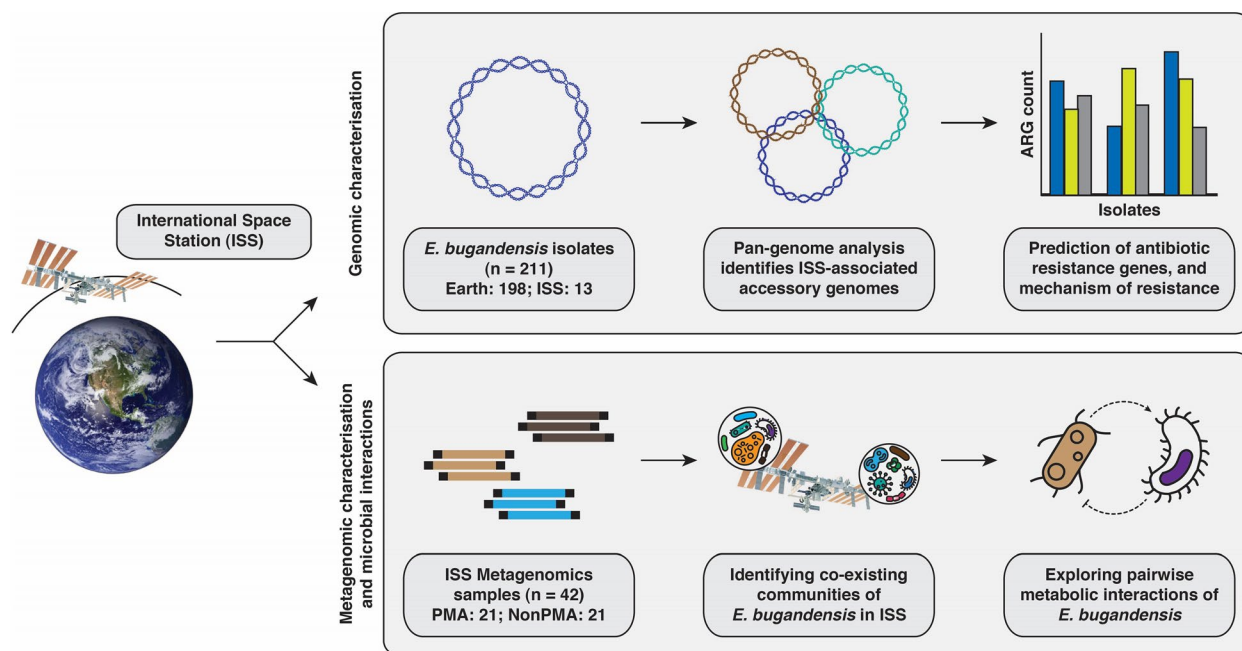 International Space
Station (ISS)
Genomic characterisation
E. bugandensis isolates
(n = 211)
Earth: 198; ISS: 13
Pan-genome analysis
identifies ISS-associated
accessory genomes
ARG count
Isolates
Prediction of antibiotic
resistance genes, and
mechanism of resistance
Metagenomic characterisation
and microbial interactions
ISS Metagenomics
samples (n = 42)
PMA: 21; NonPMA: 21
Identifying co-existing
communities of
E. bugandensis in ISS
Exploring pairwise
metabolic interactions of
E. bugandensis